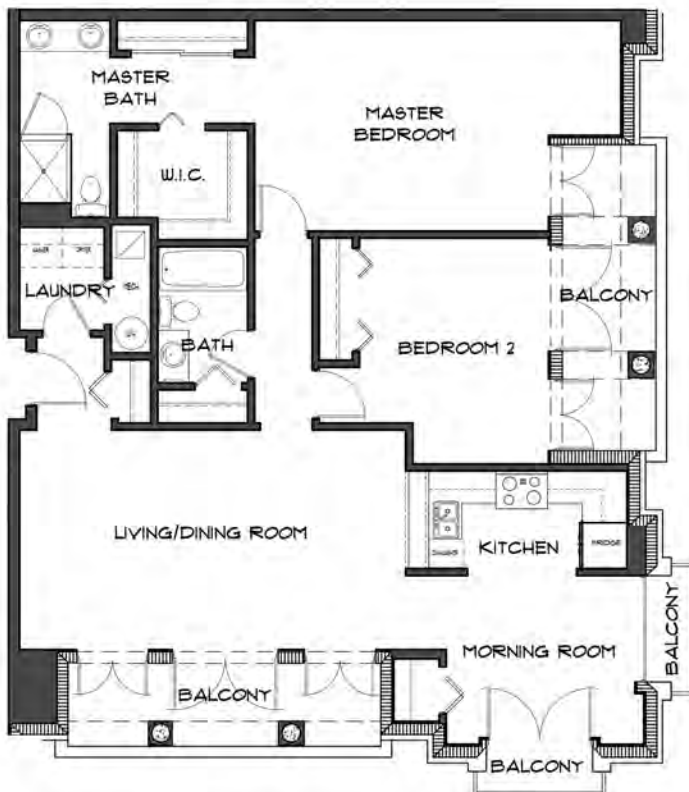 MASTER
BATH
MASTER
BEDROOM
W.I.C.
LAUNDRY
BATH
BEDROOM 2
BALCONY
LIVING/DINING ROOM
KITCHEN
FRIDGE
MORNING ROOM
BALCONY
BALCONY
BALCONY